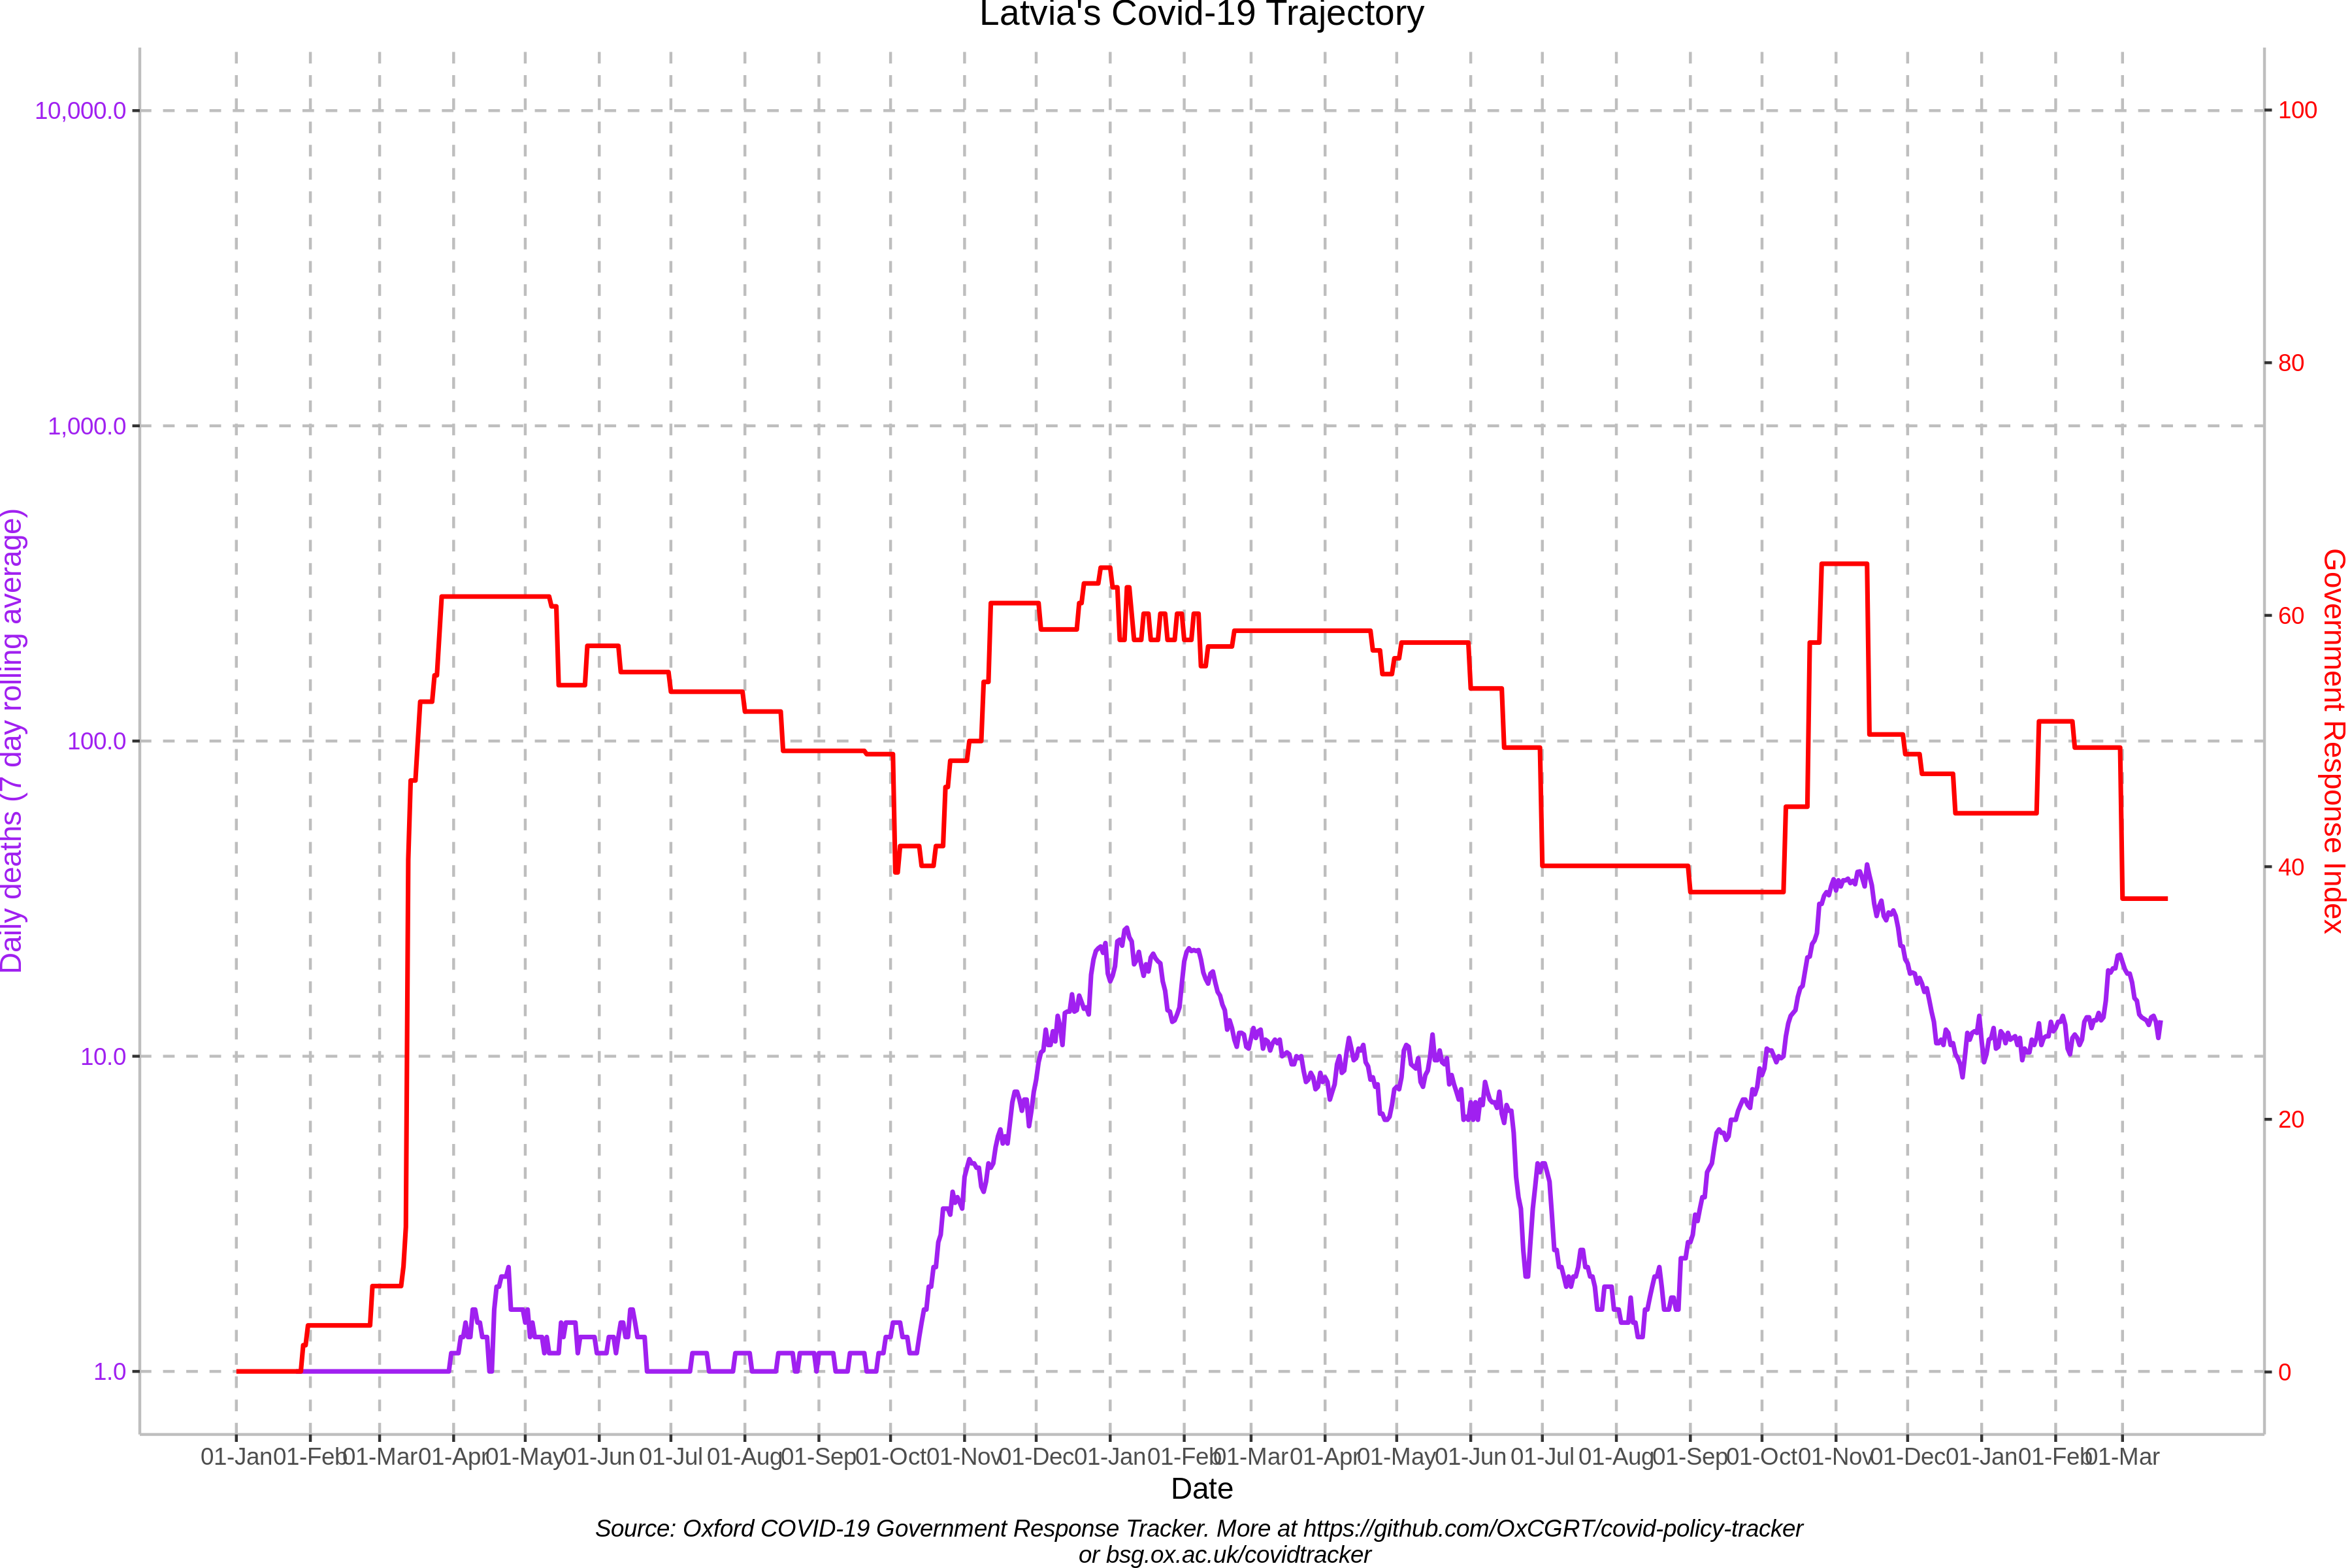 Latvia's Covid-19 Trajectory
10,000.0
1,000.0
100.0
10.0
1.0
Daily deaths (7 day rolling average)
100
80
60
40
20
0
Government Response Index
01-Jan 01-Feb 01-Mar 01-Apr 01-May 01-Jun 01-Jul 01-Aug 01-Sep 01-Oct 01-Nov 01-Dec 01-Jan 01-Feb 01-Mar 01-Apr 01-May 01-Jun 01-Jul 01-Aug 01-Sep 01-Oct 01-Nov 01-Dec 01-Jan 01-Feb 01-Mar
Date
Source: Oxford COVID-19 Government Response Tracker. More at https://github.com/OxCGRT/covid-policy-tracker
or bsg.ox.ac.uk/covidtracker